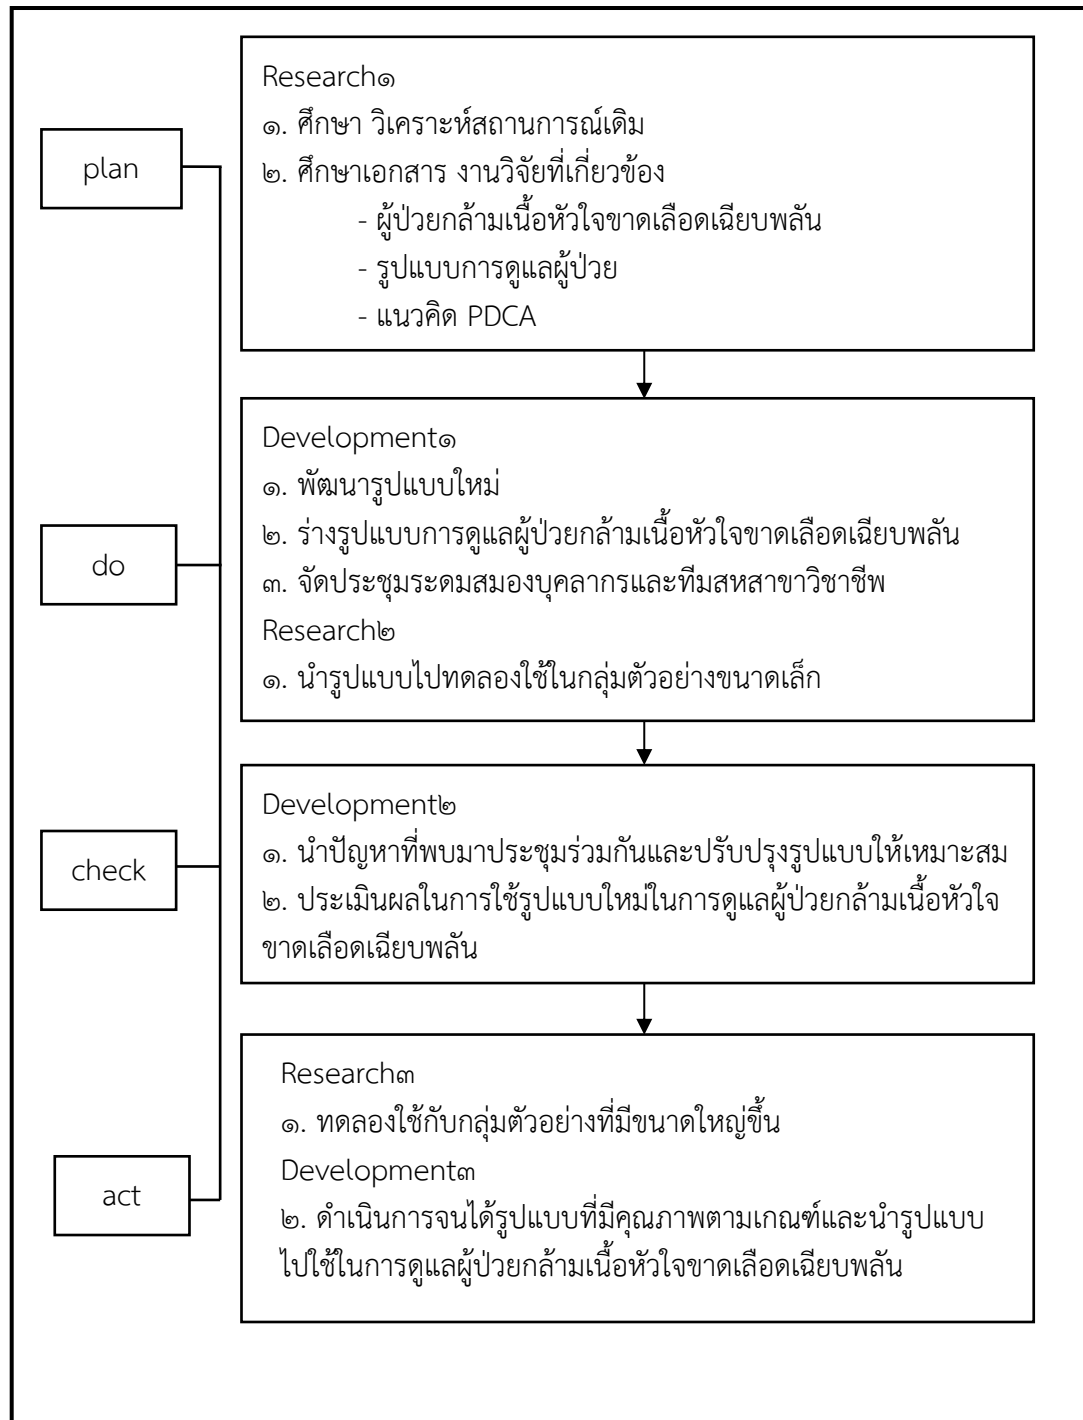 plan
Research๑
๑. ศึกษา วิเคราะห์สถานการณ์เดิม
๒. ศึกษาเอกสาร งานวิจัยที่เกี่ยวข้อง
- ผู้ป่วยกล้ามเนื้อหัวใจขาดเลือดเฉียบพลัน
- รูปแบบการดูแลผู้ป่วย
- แนวคิด PDCA
do
Development๑
๑. พัฒนารูปแบบใหม่
๒. ร่างรูปแบบการดูแลผู้ป่วยกล้ามเนื้อหัวใจขาดเลือดเฉียบพลัน
๓. จัดประชุมระดมสมองบุคลากรและทีมสหสาขาวิชาชีพ
Research๒
๑. นำรูปแบบไปทดลองใช้ในกลุ่มตัวอย่างขนาดเล็ก
check
Development๒
๑. นำปัญหาที่พบมาประชุมร่วมกันและปรับปรุงรูปแบบให้เหมาะสม
๒. ประเมินผลในการใช้รูปแบบใหม่ในการดูแลผู้ป่วยกล้ามเนื้อหัวใจ
ขาดเลือดเฉียบพลัน
act
Research๓
๑. ทดลองใช้กับกลุ่มตัวอย่างที่มีขนาดใหญ่ขึ้น
Development๓
๒. ดำเนินการจนได้รูปแบบที่มีคุณภาพตามเกณฑ์และนำรูปแบบ
ไปใช้ในการดูแลผู้ป่วยกล้ามเนื้อหัวใจขาดเลือดเฉียบพลัน